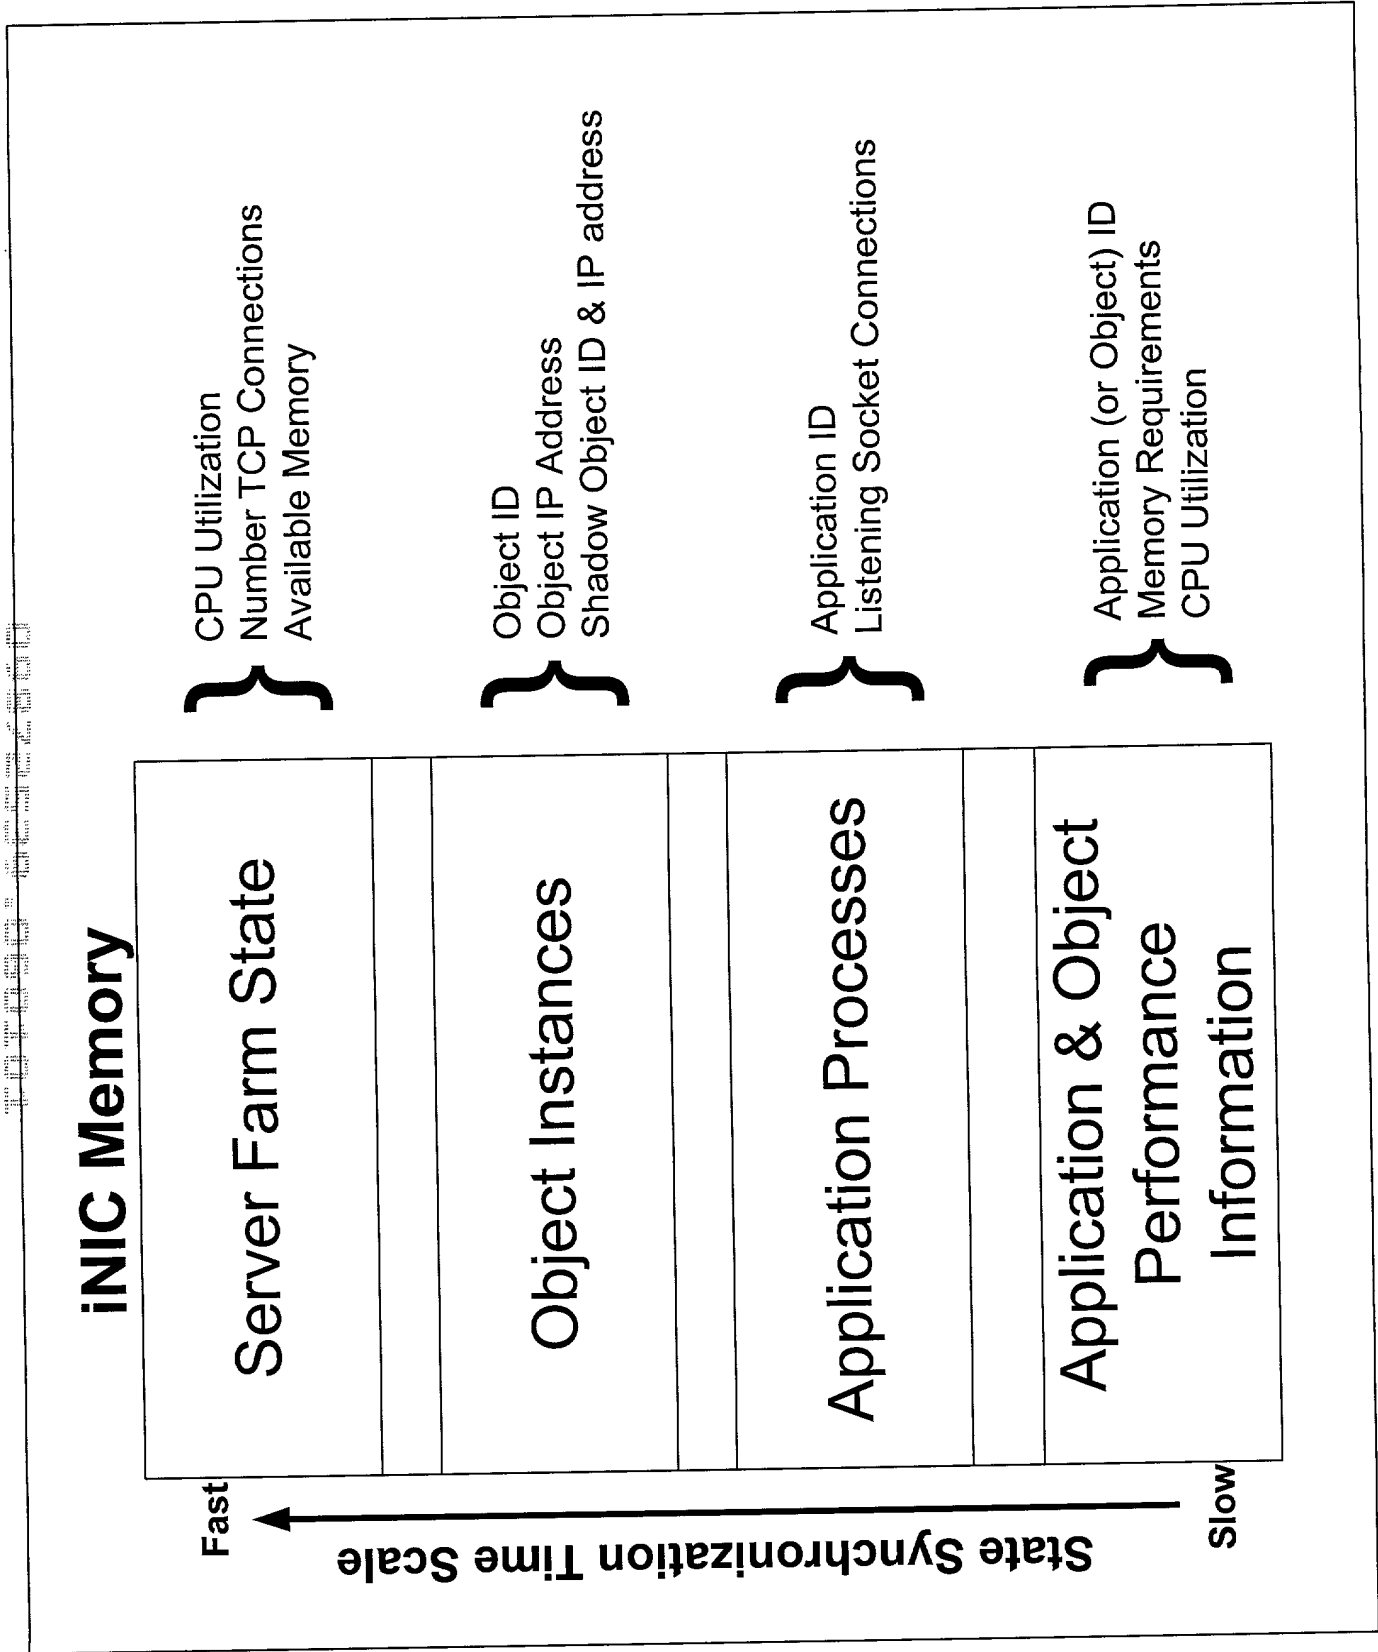 iNIC Memory
Fast
State Synchronization Time Scale
Slow
Server Farm State
CPU Utilization
Number TCP Connections
Available Memory
Object Instances
Object ID
Object IP Address
Shadow Object ID & IP address
Application Processes
Application ID
Listening Socket Connections
Application & Object
Performance
Information
Application (or Object) ID
Memory Requirements
CPU Utilization